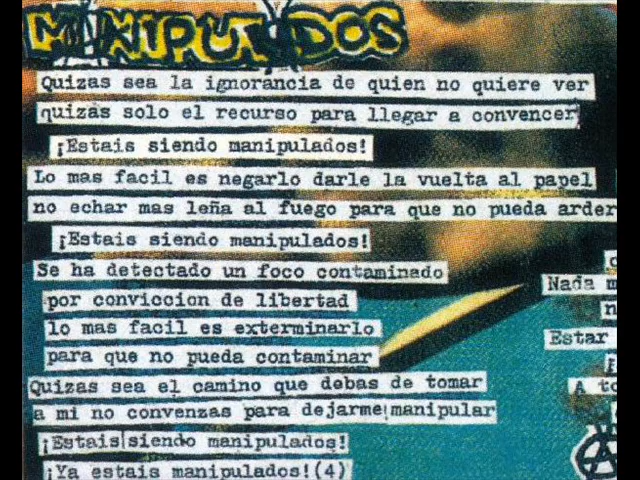 MANIPULADOS
Quizas sea la ignorancia de quien no quiere ver
quizas solo el recurso para llegar a convencer
¡Estais siendo manipulados!
Lo mas facil es negarlo darle la vuelta al papel
no echar mas leña al fuego para que no pueda arder
¡Estais siendo manipulados!
Se ha detectado un foco contaminado
por conviccion de libertad
lo mas facil es exterminarlo
para que no pueda contaminar
Quizas sea el camino que debas de tomar
a mi no convenzas para dejarme manipular
¡Estais siendo manipulados!
¡Ya estais manipulados!(4)
Nada
Estar
A